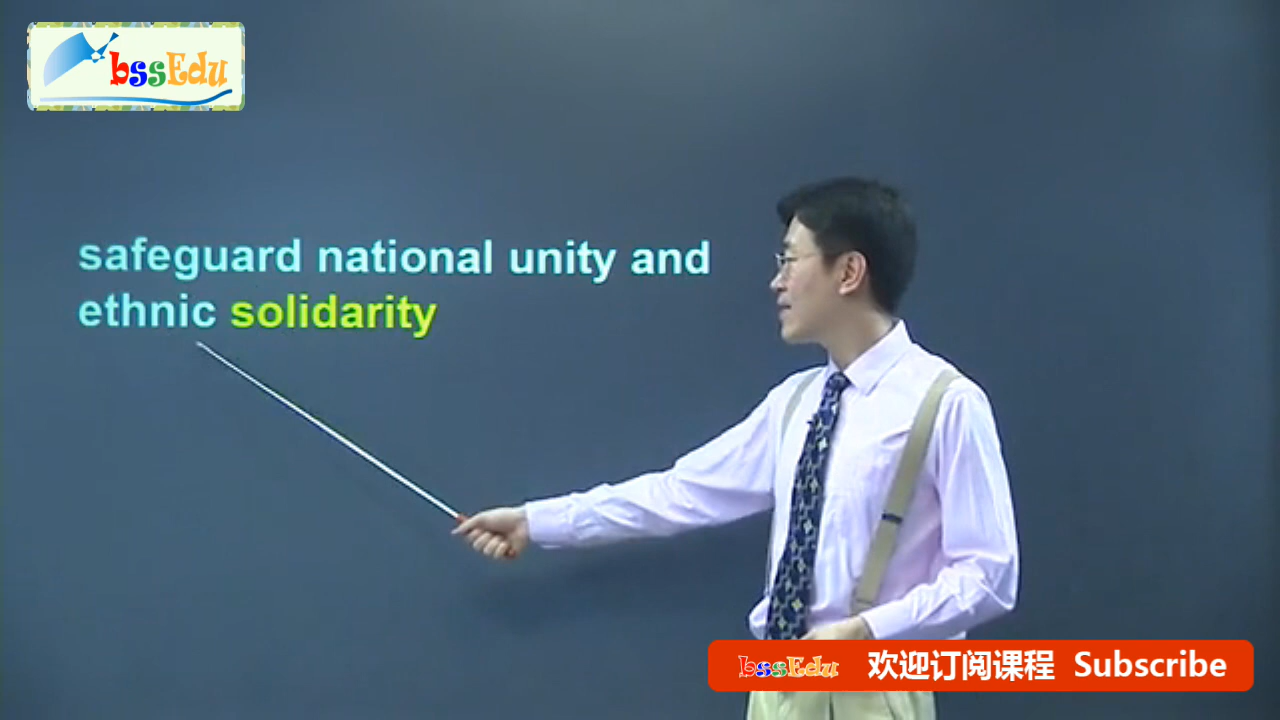 bssEdu
safeguard national unity and
ethnic solidarity
bssEdu 欢迎订阅课程 Subscribe